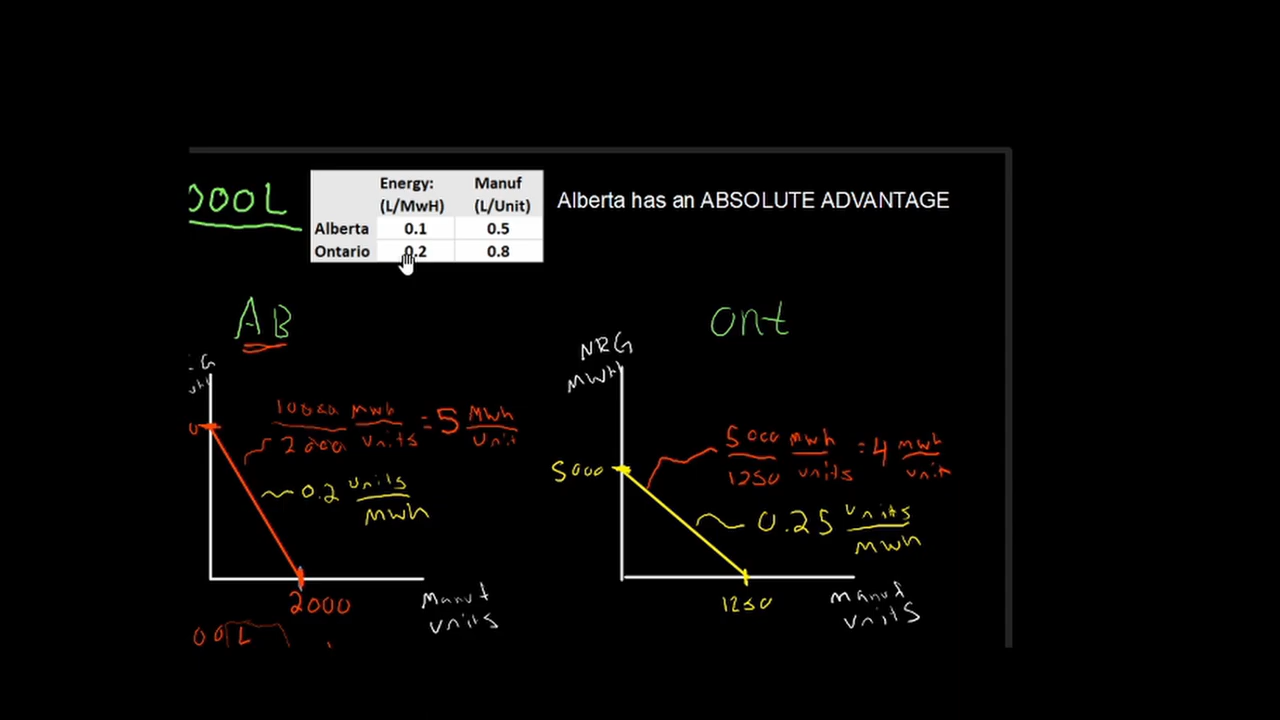 000L
Energy: Manuf
(L/MwH) (L/Unit)
Alberta 0.1 0.5
Ontario 0.2 0.8
Alberta has an ABSOLUTE ADVANTAGE
AB
Ont
NRG
MWH
10000 Mwh = 5 MWh
2000 Units Unit
~0.2 Units
MWh
2000
Manuf
Units
00L
5000
5000 Mwh = 4 Mwh
1250 units unit
~ 0.25 Units
MWh
1250
Manuf
Units